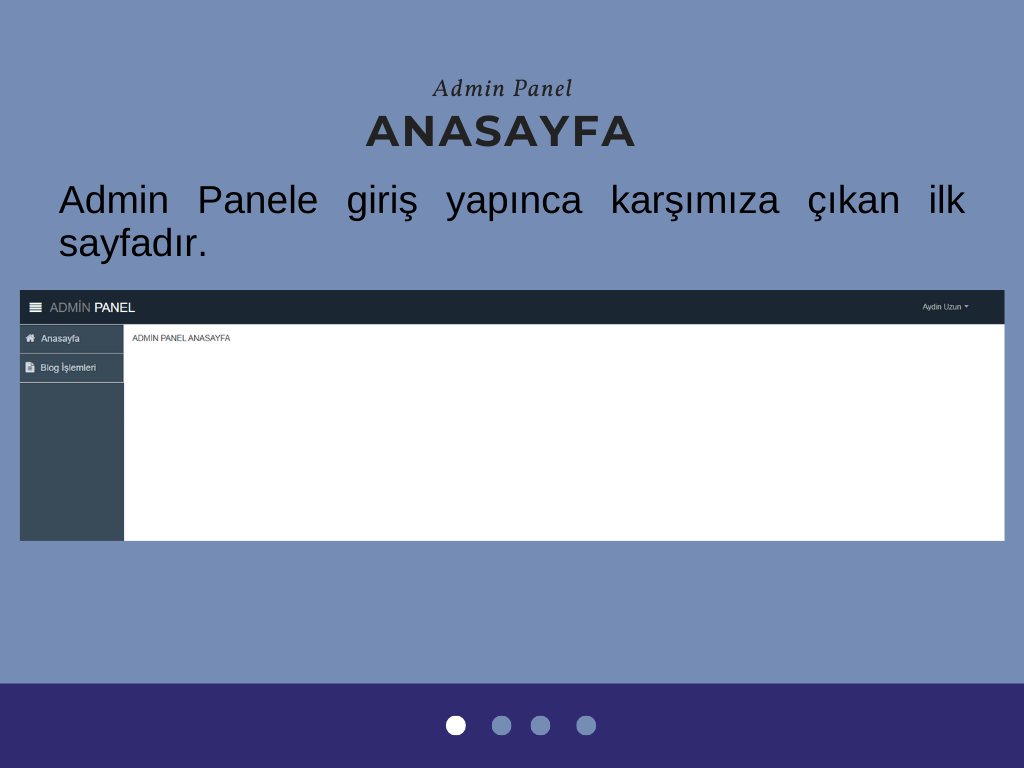 Admin Panel
ANASAYFA
Admin Panele giriş yapınca karşımıza çıkan ilk
sayfadır.
ADMİN PANEL
Aydın Uzun
Anasayfa
ADMİN PANEL ANASAYFA
Blog İşlemleri